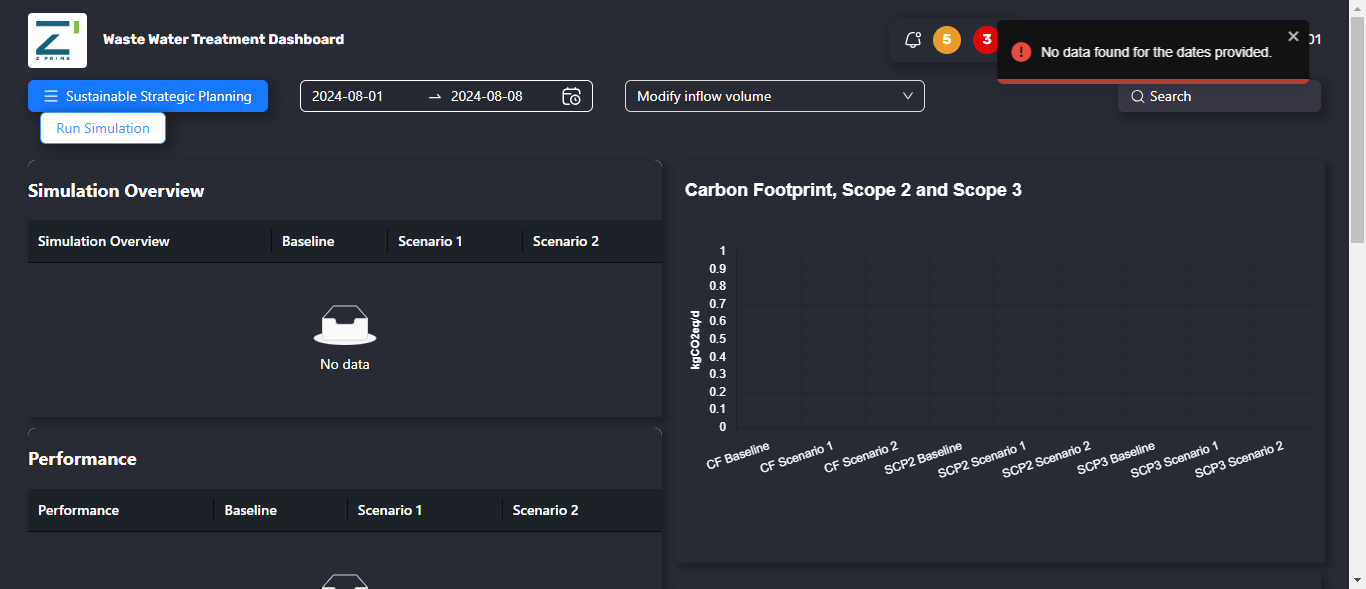 Z PRIME
Waste Water Treatment Dashboard
5
3
No data found for the dates provided.
01
Sustainable Strategic Planning
2024-08-01
2024-08-08
Modify inflow volume
Search
Run Simulation
Simulation Overview
Simulation Overview Baseline Scenario 1 Scenario 2
No data
Performance
Performance Baseline Scenario 1 Scenario 2
Carbon Footprint, Scope 2 and Scope 3
kgCO2eq/d
1
0.9
0.8
0.7
0.6
0.5
0.4
0.3
0.2
0.1
0
CF Baseline
CF Scenario 1
CF Scenario 2
SCP2 Baseline
SCP2 Scenario 1
SCP2 Scenario 2
SCP3 Baseline
SCP3 Scenario 1
SCP3 Scenario 2